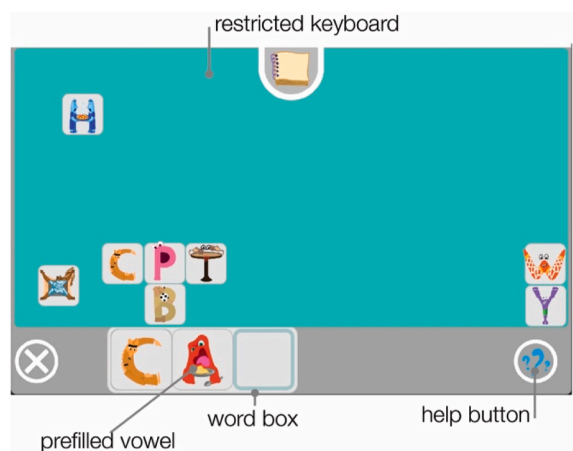 restricted keyboard
H
X C P T W
B Y
C A
word box
help button
prefilled vowel